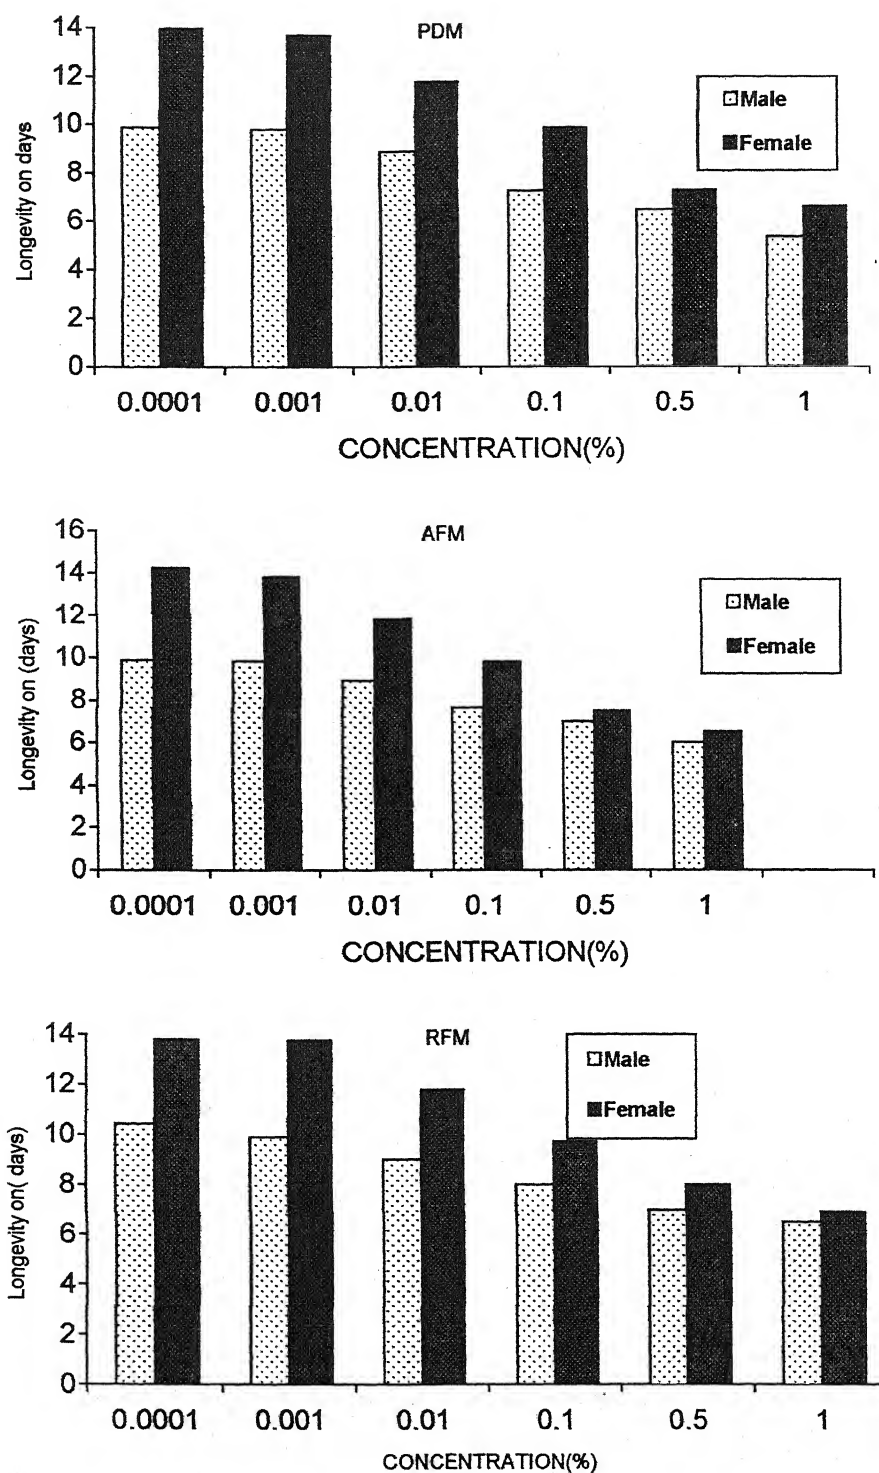 PDM
14
12
10
8
6
4
2
0
Longevity on days
Male
Female
0.0001 0.001 0.01 0.1 0.5 1
CONCENTRATION(%)
AFM
16
14
12
10
8
6
4
2
0
Longevity on (days)
Male
Female
0.0001 0.001 0.01 0.1 0.5 1
CONCENTRATION(%)
RFM
14
12
10
8
6
4
2
0
Longevity on( days)
Male
Female
0.0001 0.001 0.01 0.1 0.5 1
CONCENTRATION(%)